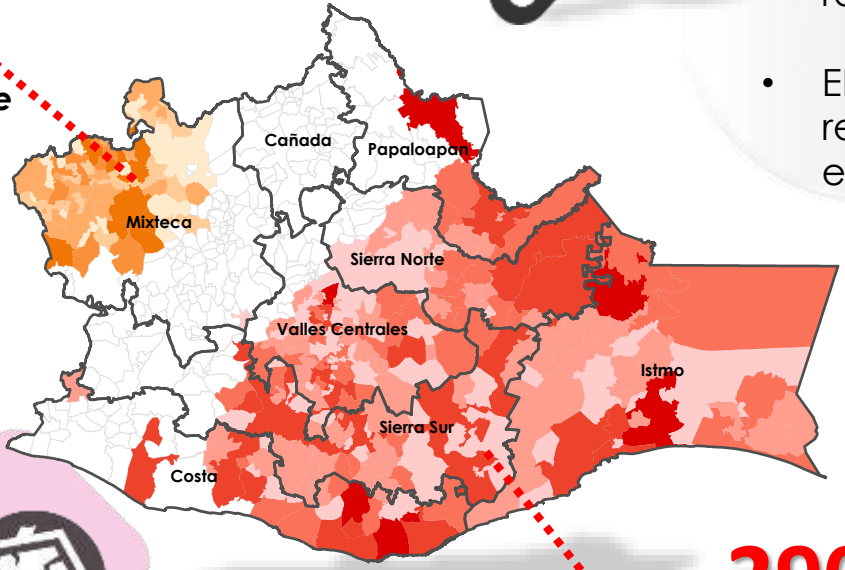 e
•
Cañada
Papaloapan
Mixteca
Sierra Norte
Valles Centrales
Istmo
Sierra Sur
Costa